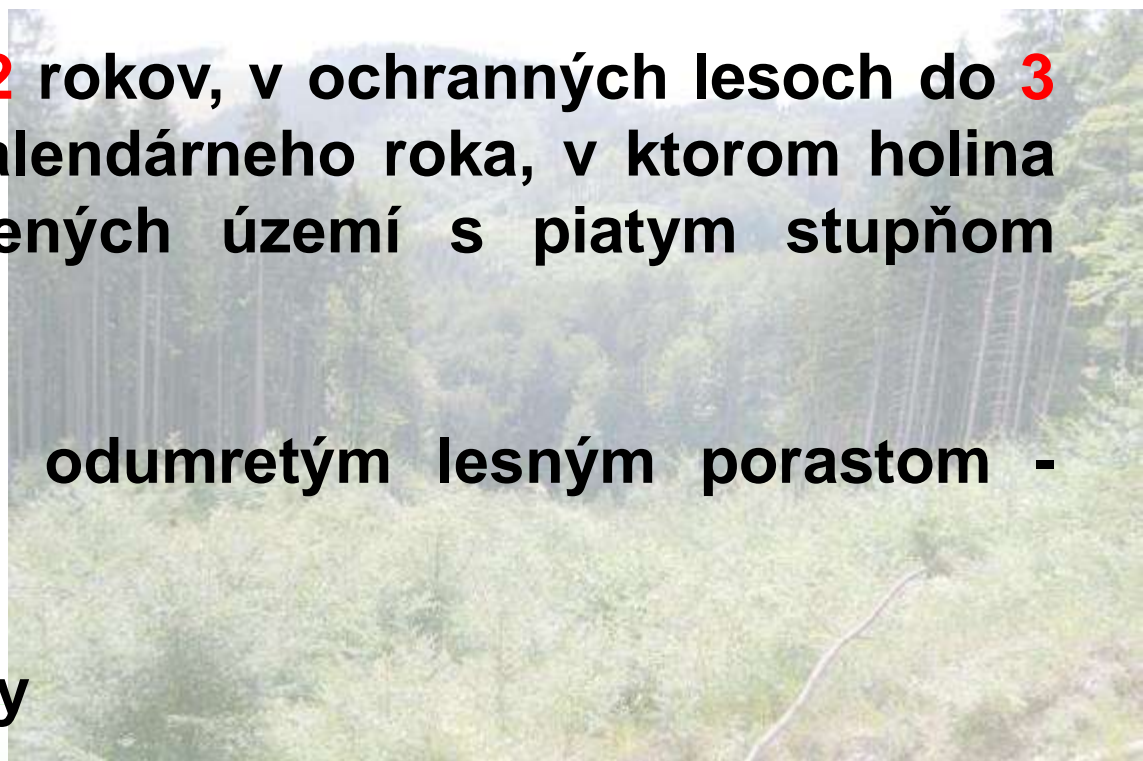 2 rokov, v ochranných lesoch do 3
alendárneho roka, v ktorom holina
ených území s piatym stupňom
odumretým lesným porastom -
y